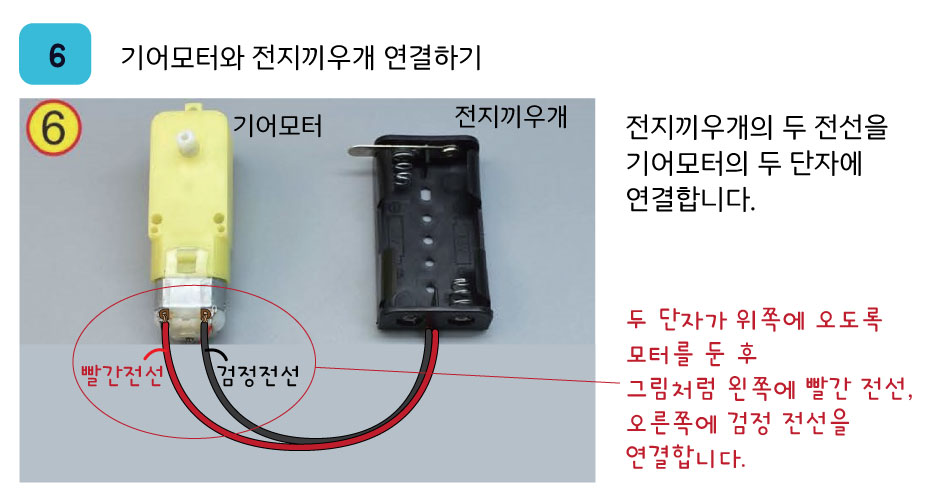 6
기어모터와 전지끼우개 연결하기
6
기어모터
전지끼우개
빨간전선
검정전선
전지끼우개의 두 전선을
기어모터의 두 단자에
연결합니다.
두 단자가 위쪽에 오도록
모터를 둔 후
그림처럼 왼쪽에 빨간 전선,
오른쪽에 검정 전선을
연결합니다.